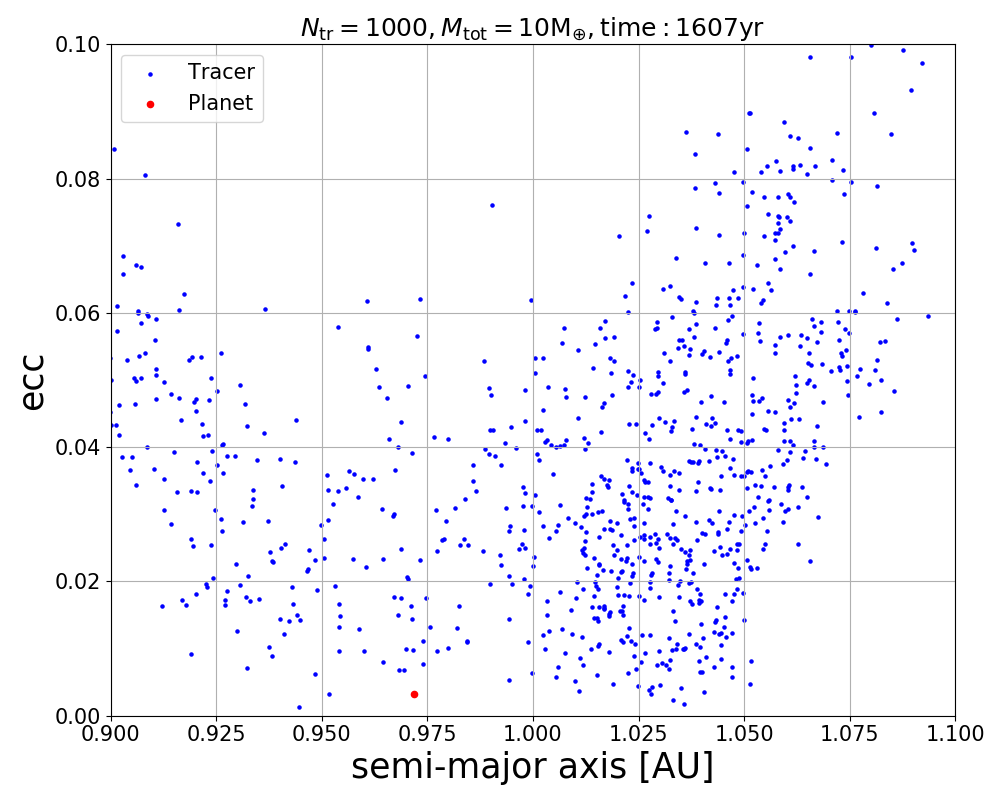 N_tr = 1000, M_tot = 10M_⊕, time : 1607yr
Tracer
Planet
ecc
0.10
0.08
0.06
0.04
0.02
0.00
0.900 0.925 0.950 0.975 1.000 1.025 1.050 1.075 1.100
semi-major axis [AU]